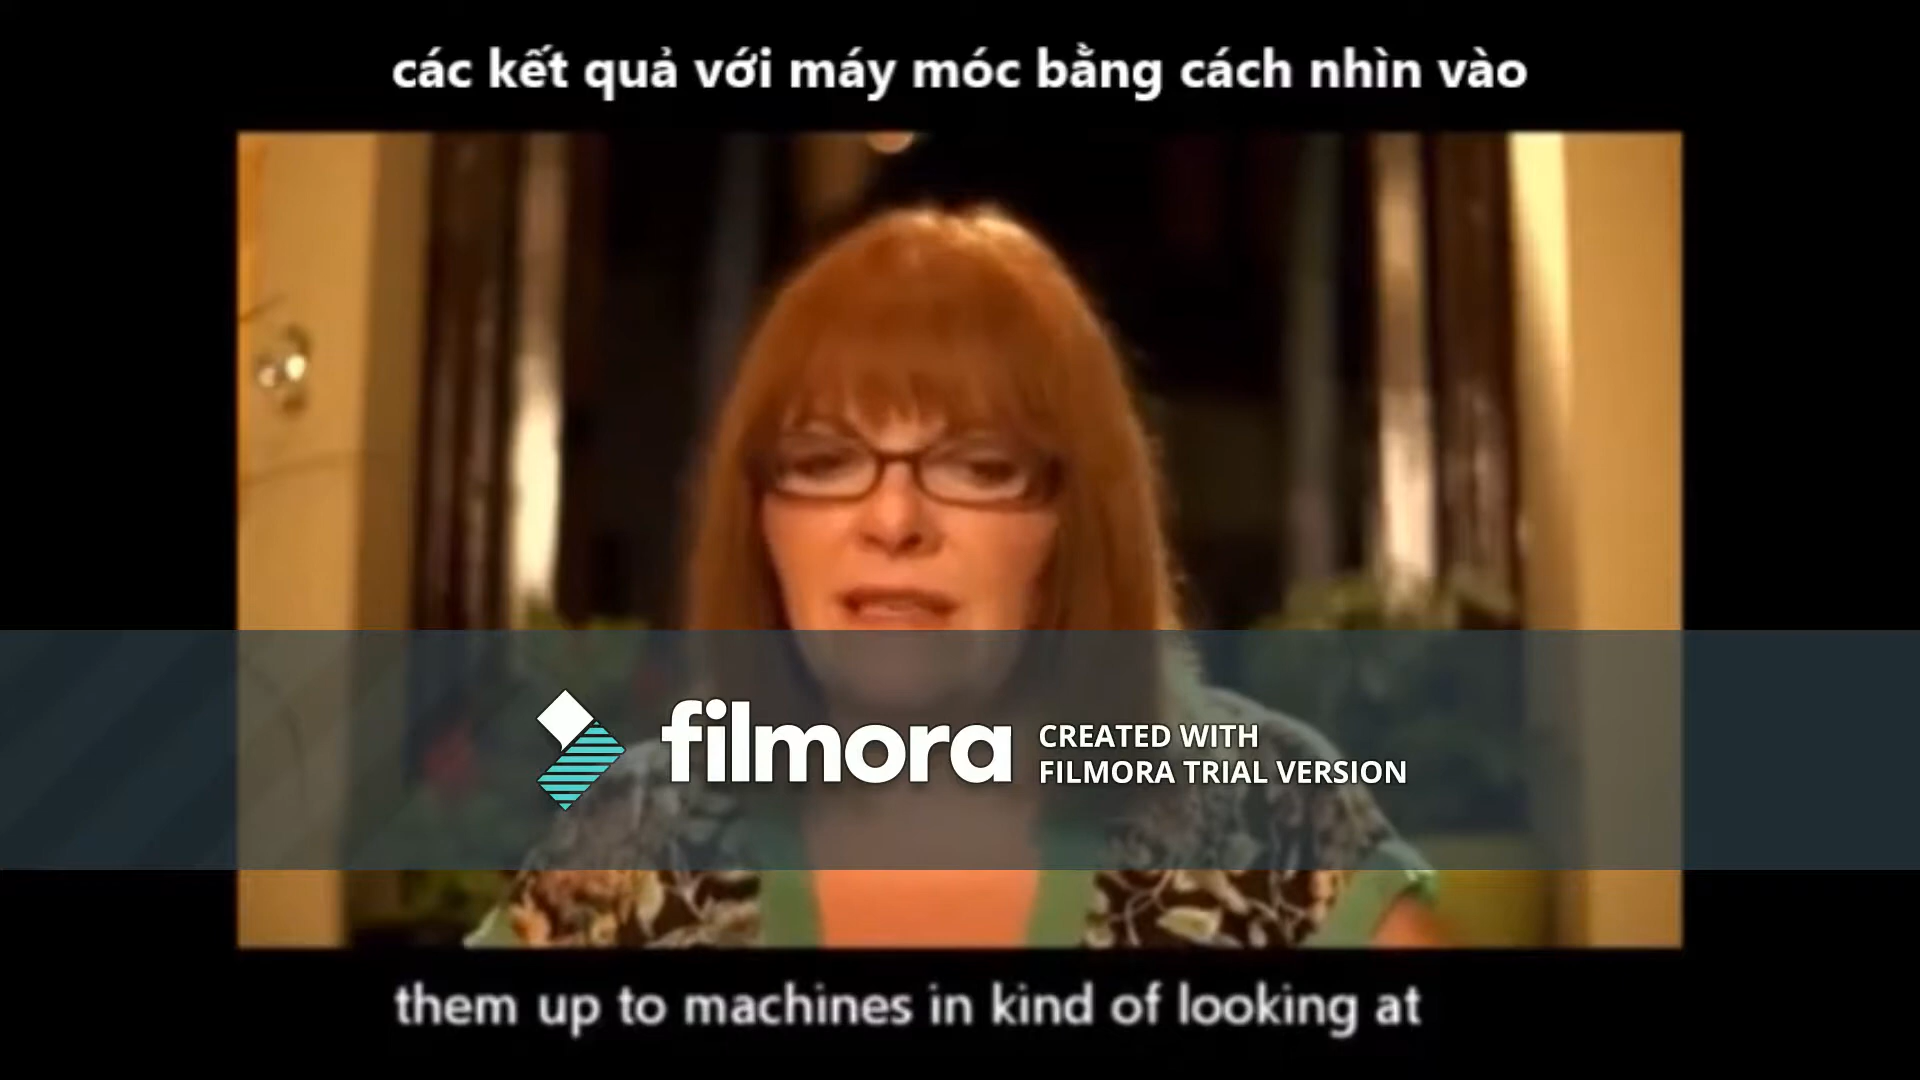 các kết quả với máy móc bằng cách nhìn vào
filmora
CREATED WITH
FILMORA TRIAL VERSION
them up to machines in kind of looking at